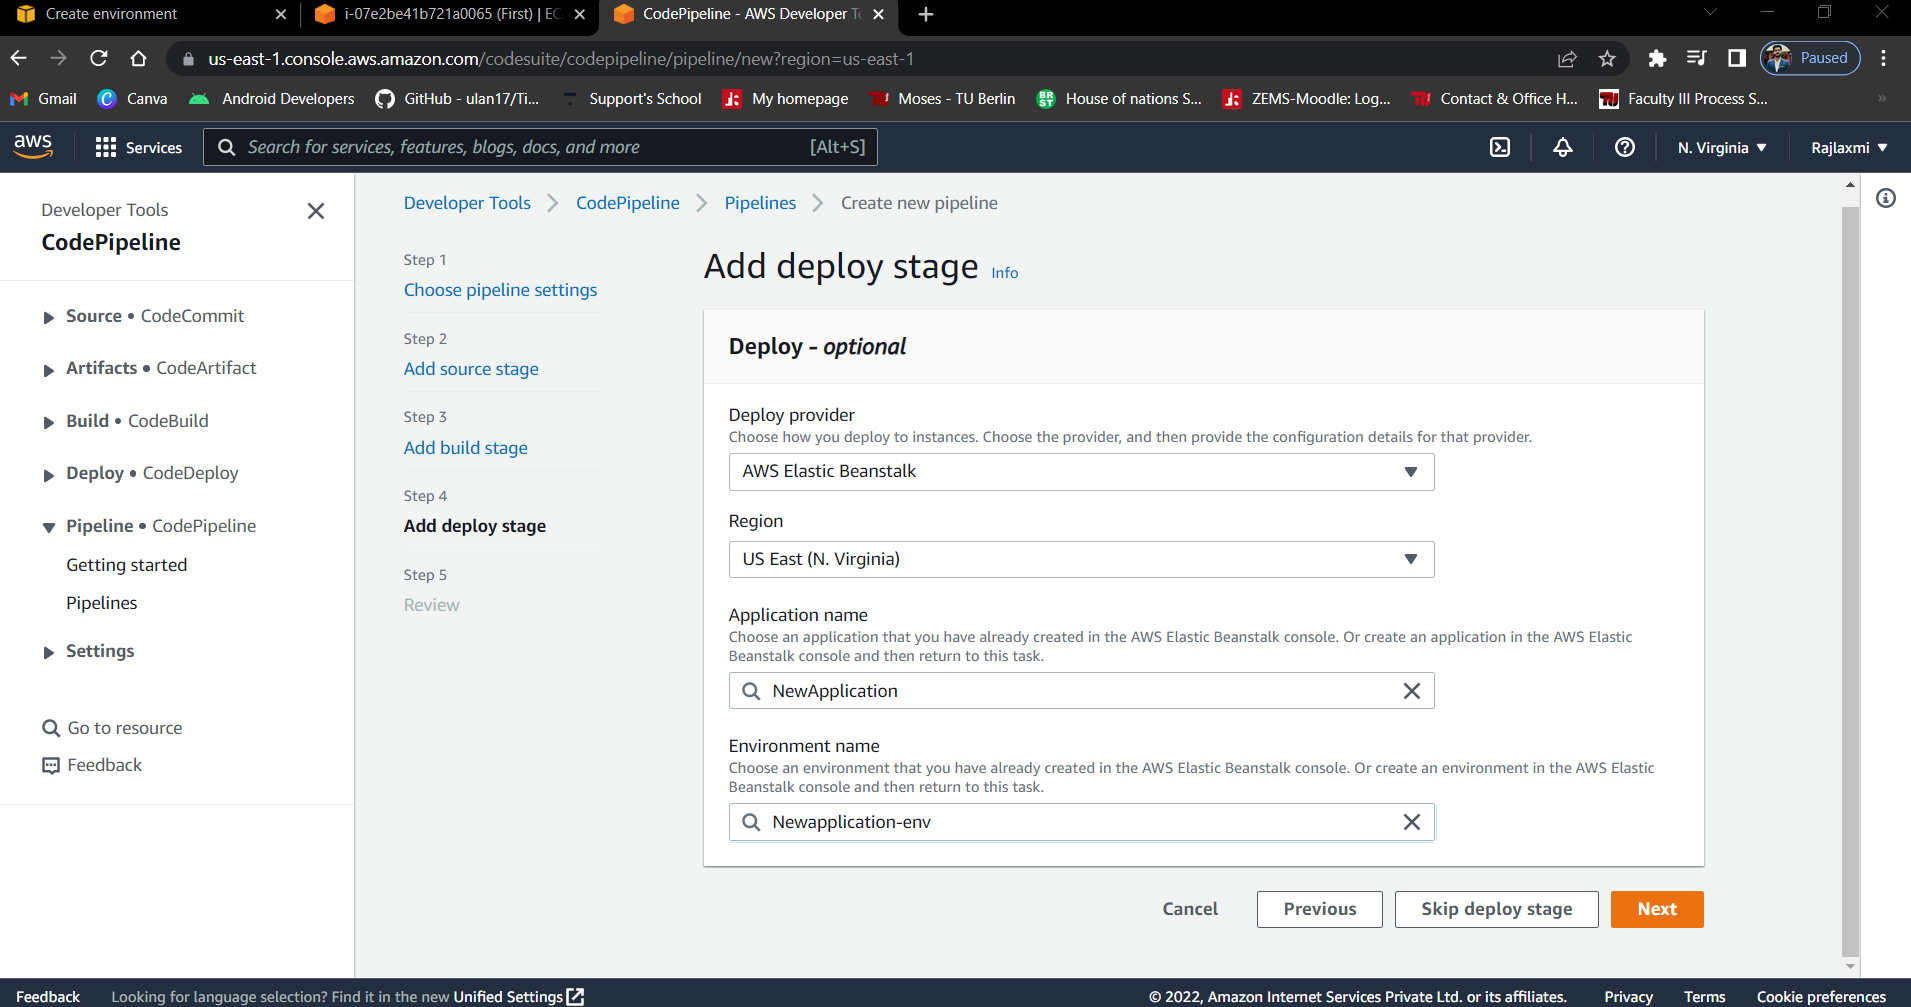 Create environment
i-07e2be41b721a0065 (First) | EC
CodePipeline - AWS Developer To
us-east-1.console.aws.amazon.com/codesuite/codepipeline/pipeline/new?region=us-east-1
Paused
Gmail
Canva
Android Developers
GitHub - ulan17/Ti...
Support's School
My homepage
Moses - TU Berlin
BR ST
House of nations S...
ZEMS-Moodle: Log...
Contact & Office H...
Faculty III Process S...
»
aws
Services
Search for services, features, blogs, docs, and more
[Alt+S]
N. Virginia
Rajlaxmi
Developer Tools
CodePipeline
Source • CodeCommit
Artifacts • CodeArtifact
Build • CodeBuild
Deploy • CodeDeploy
Pipeline • CodePipeline
Getting started
Pipelines
Settings
Go to resource
Feedback
Developer Tools
CodePipeline
Pipelines
Create new pipeline
Step 1
Choose pipeline settings
Step 2
Add source stage
Step 3
Add build stage
Step 4
Add deploy stage
Step 5
Review
Add deploy stage Info
Deploy - optional
Deploy provider
Choose how you deploy to instances. Choose the provider, and then provide the configuration details for that provider.
AWS Elastic Beanstalk
Region
US East (N. Virginia)
Application name
Choose an application that you have already created in the AWS Elastic Beanstalk console. Or create an application in the AWS Elastic
Beanstalk console and then return to this task.
NewApplication
Environment name
Choose an environment that you have already created in the AWS Elastic Beanstalk console. Or create an environment in the AWS Elastic
Beanstalk console and then return to this task.
Newapplication-env
Cancel
Previous
Skip deploy stage
Next
Feedback
Looking for language selection? Find it in the new Unified Settings
© 2022, Amazon Internet Services Private Ltd. or its affiliates.
Privacy
Terms
Cookie preferences